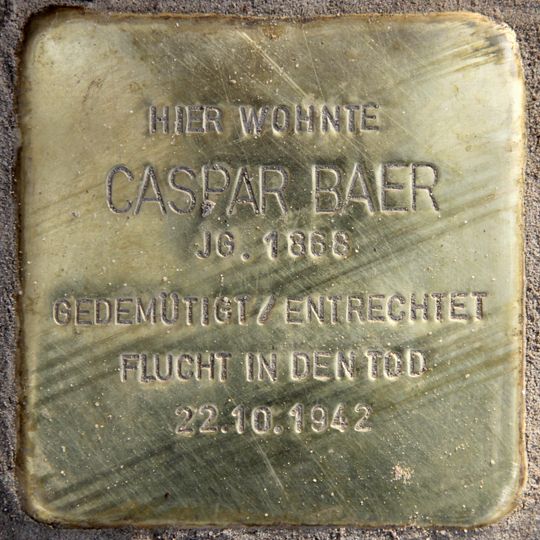 HIER WOHNTE
CASPAR BAER
JG. 1868
GEDEMÜTIGT / ENTRECHTET
FLUCHT IN DEN TOD
22.10.1942